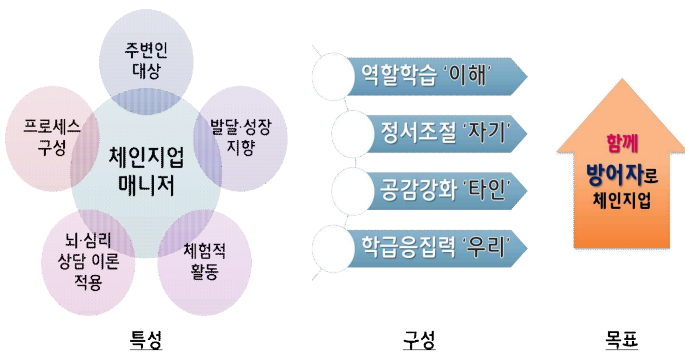 주변인
대상
프로세스
구성
발달·성장
지향
체인지업
매니저
뇌·심리
상담 이론
적용
체험적
활동
특성
역할학습 '이해'
정서조절 '자기'
공감강화 '타인'
학급응집력 '우리'
구성
함께
방어자로
체인지업
목표